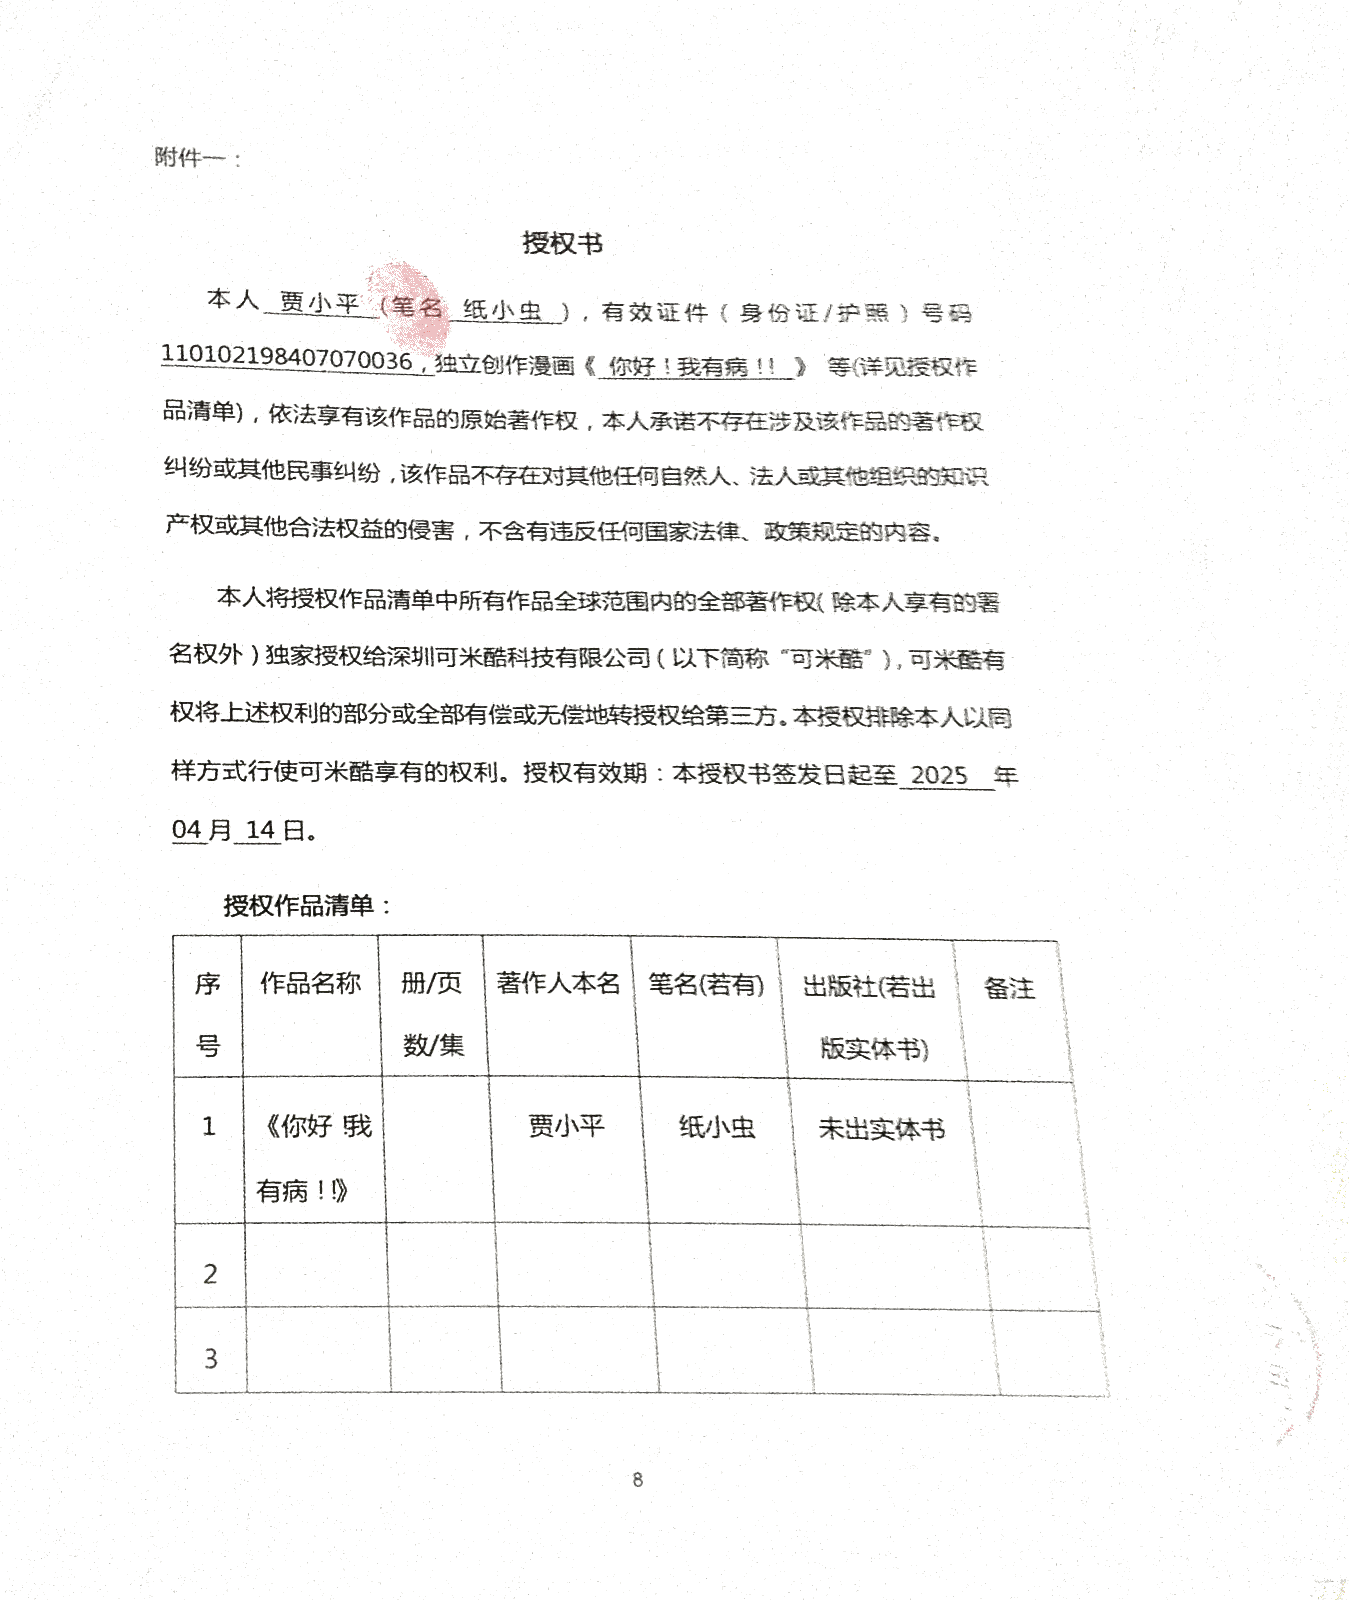 附件一：
授权书
本人 贾小平 (笔名 纸小虫 )，有效证件（身份证/护照）号码
110102198407070036，独立创作漫画《 你好！我有病!! 》 等(详见授权作
品清单)，依法享有该作品的原始著作权，本人承诺不存在涉及该作品的著作权
纠纷或其他民事纠纷，该作品不存在对其他任何自然人、法人或其他组织的知识
产权或其他合法权益的侵害，不含有违反任何国家法律、政策规定的内容。
本人将授权作品清单中所有作品全球范围内的全部著作权(除本人享有的署
名权外)独家授权给深圳可米酷科技有限公司（以下简称“可米酷”)，可米酷有
权将上述权利的部分或全部有偿或无偿地转授权给第三方。本授权排除本人以同
样方式行使可米酷享有的权利。授权有效期：本授权书签发日起至 2025 年
04 月 14 日。
授权作品清单：
序号 作品名称 册/页数/集 著作人本名 笔名(若有) 出版社(若出版实体书) 备注
1 《你好！我有病!!》 贾小平 纸小虫 未出实体书
2
3
8